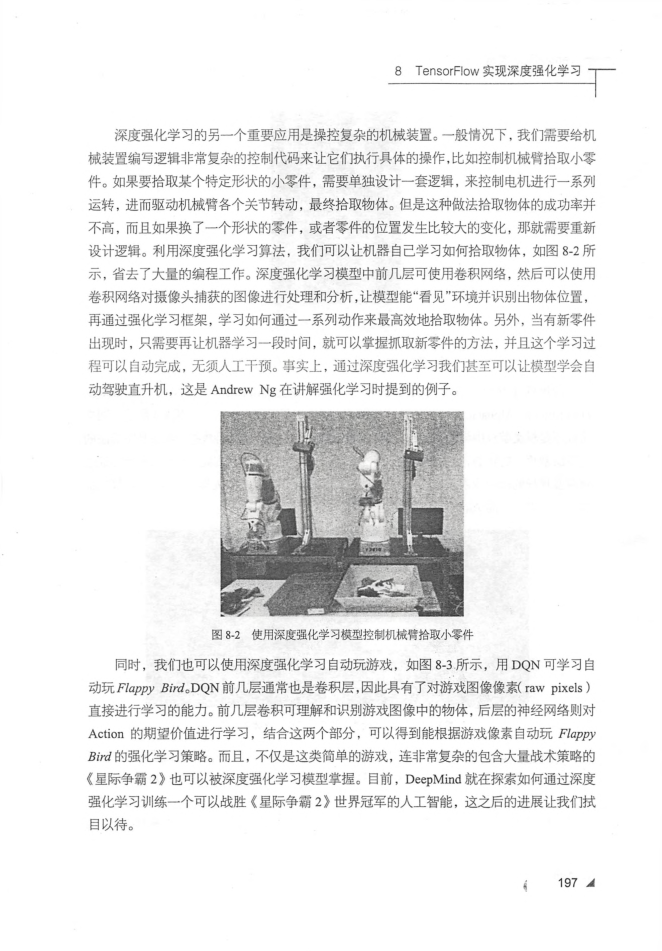 8 TensorFlow 实现深度强化学习
深度强化学习的另一个重要应用是操控复杂的机械装置。一般情况下，我们需要给机
械装置编写逻辑非常复杂的控制代码来让它们执行具体的操作，比如控制机械臂拾取小零
件。如果要拾取某个特定形状的小零件，需要单独设计一套逻辑，来控制电机进行一系列
运转，进而驱动机械臂各个关节转动，最终拾取物体。但是这种做法拾取物体的成功率并
不高，而且如果换了一个形状的零件，或者零件的位置发生比较大的变化，那就需要重新
设计逻辑。利用深度强化学习算法，我们可以让机器自己学习如何拾取物体，如图 8-2 所
示，省去了大量的编程工作。深度强化学习模型中前几层可使用卷积网络，然后可以使用
卷积网络对摄像头捕获的图像进行处理和分析，让模型能“看见”环境并识别出物体位置，
再通过强化学习框架，学习如何通过一系列动作来最高效地拾取物体。另外，当有新零件
出现时，只需要再让机器学习一段时间，就可以掌握抓取新零件的方法，并且这个学习过
程可以自动完成，无须人工干预。事实上，通过深度强化学习我们甚至可以让模型学会自
动驾驶直升机，这是 Andrew Ng 在讲解强化学习时提到的例子。
图 8-2 使用深度强化学习模型控制机械臂拾取小零件
同时，我们也可以使用深度强化学习自动玩游戏，如图 8-3 所示，用 DQN 可学习自
动玩 Flappy Bird。DQN 前几层通常也是卷积层，因此具有了对游戏图像像素（raw pixels）
直接进行学习的能力。前几层卷积可理解和识别游戏图像中的物体，后层的神经网络则对
Action 的期望价值进行学习，结合这两个部分，可以得到能根据游戏像素自动玩 Flappy
Bird 的强化学习策略。而且，不仅是这类简单的游戏，连非常复杂的包含大量战术策略的
《星际争霸 2》也可以被深度强化学习模型掌握。目前，DeepMind 就在探索如何通过深度
强化学习训练一个可以战胜《星际争霸 2》世界冠军的人工智能，这之后的进展让我们拭
目以待。
197